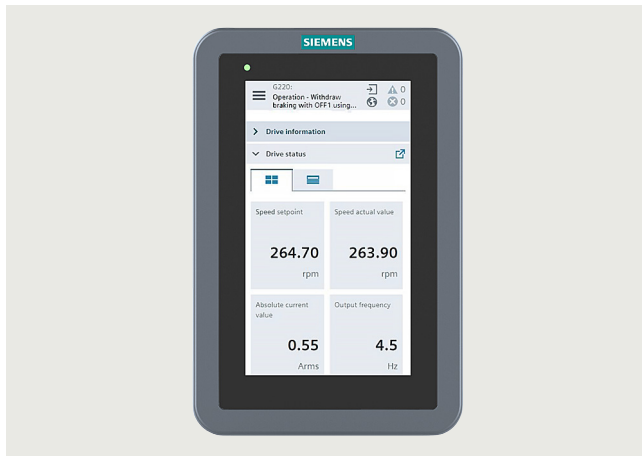 SIEMENS
G220:
Operation - Withdraw
braking with OFF1 using...
0
0
Drive information
Drive status
Speed setpoint
Speed actual value
264.70
263.90
rpm
rpm
Absolute current
value
Output frequency
0.55
4.5
Arms
Hz